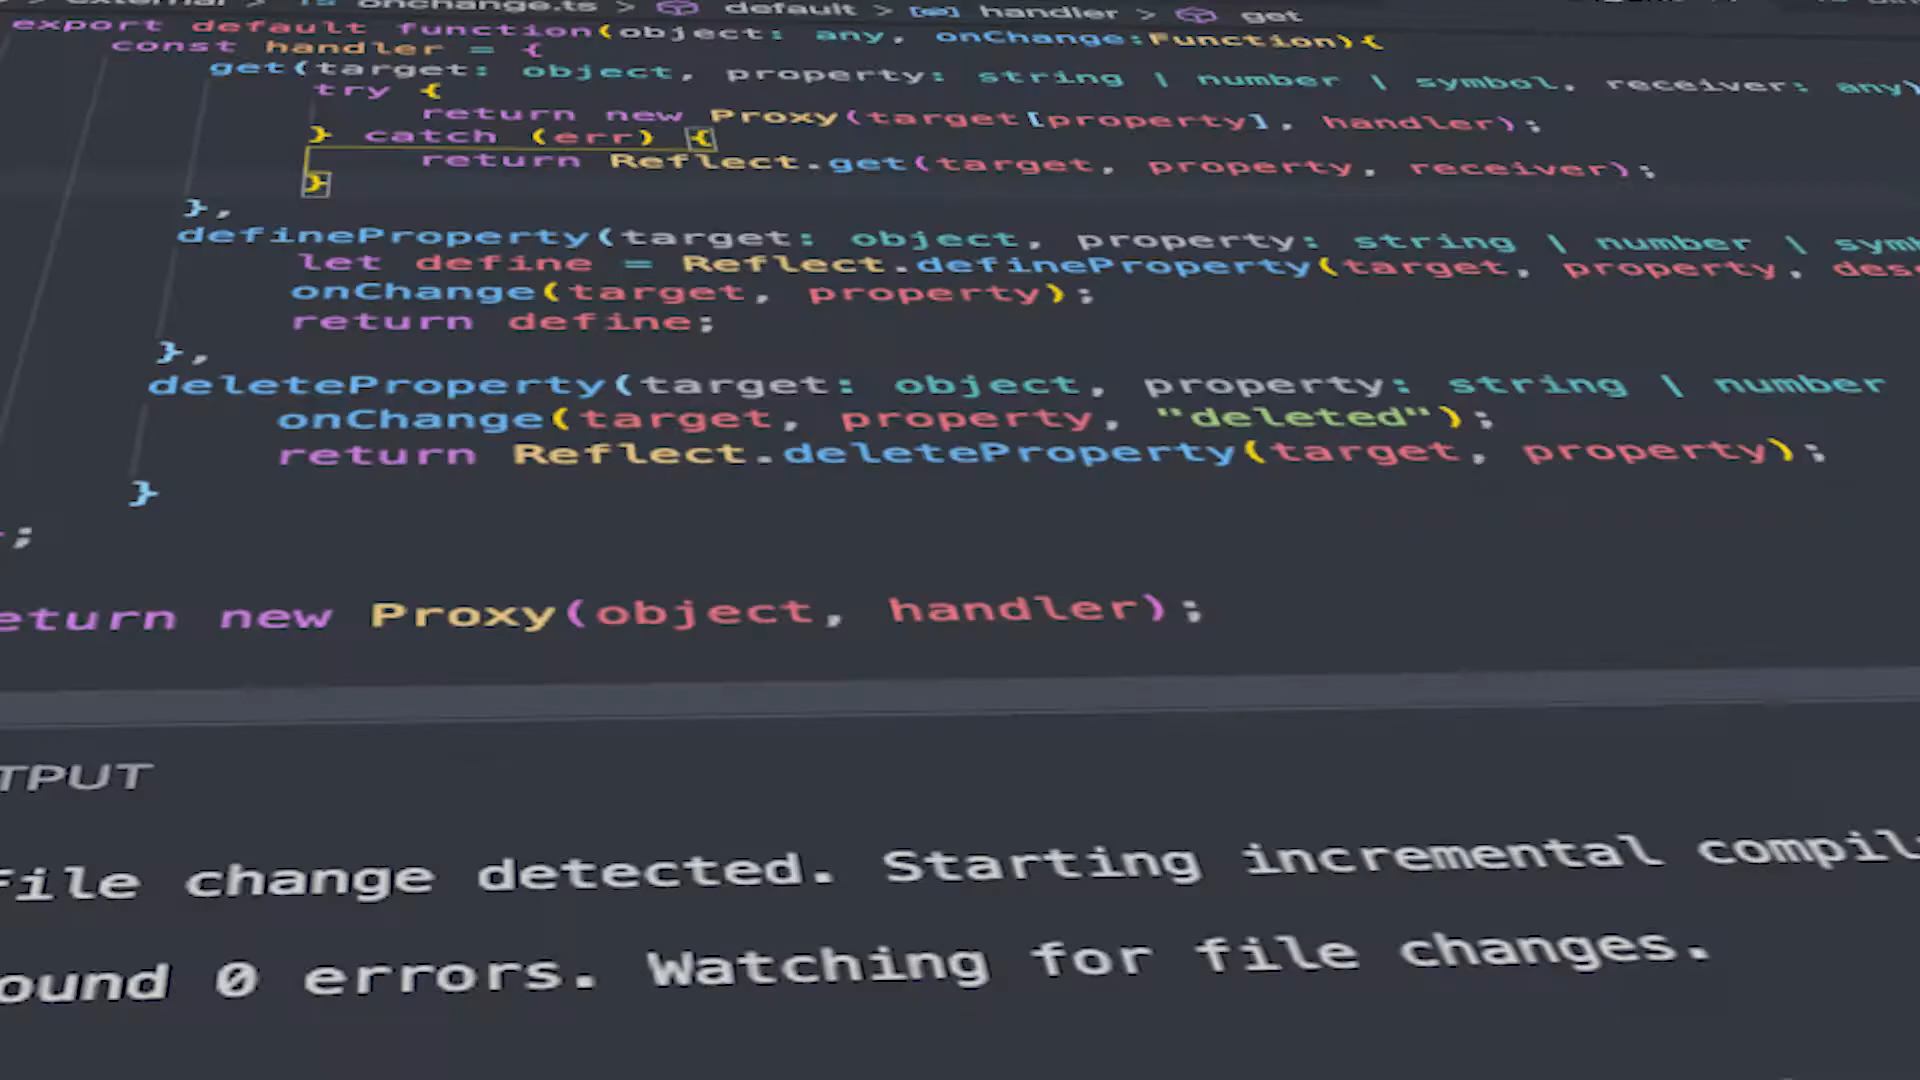 external > onchange.ts > default > handler > get
export default function(object: any, onChange:Function){
const handler = {
get(target: object, property: string | number | symbol, receiver: any)
try {
return new Proxy(target[property], handler);
} catch (err) {
return Reflect.get(target, property, receiver);
}
},
defineProperty(target: object, property: string | number | symb
let define = Reflect.defineProperty(target, property, desc
onChange(target, property);
return define;
},
deleteProperty(target: object, property: string | number
onChange(target, property, "deleted");
return Reflect.deleteProperty(target, property);
}
};
eturn new Proxy(object, handler);
TPUT
File change detected. Starting incremental compil
ound 0 errors. Watching for file changes.